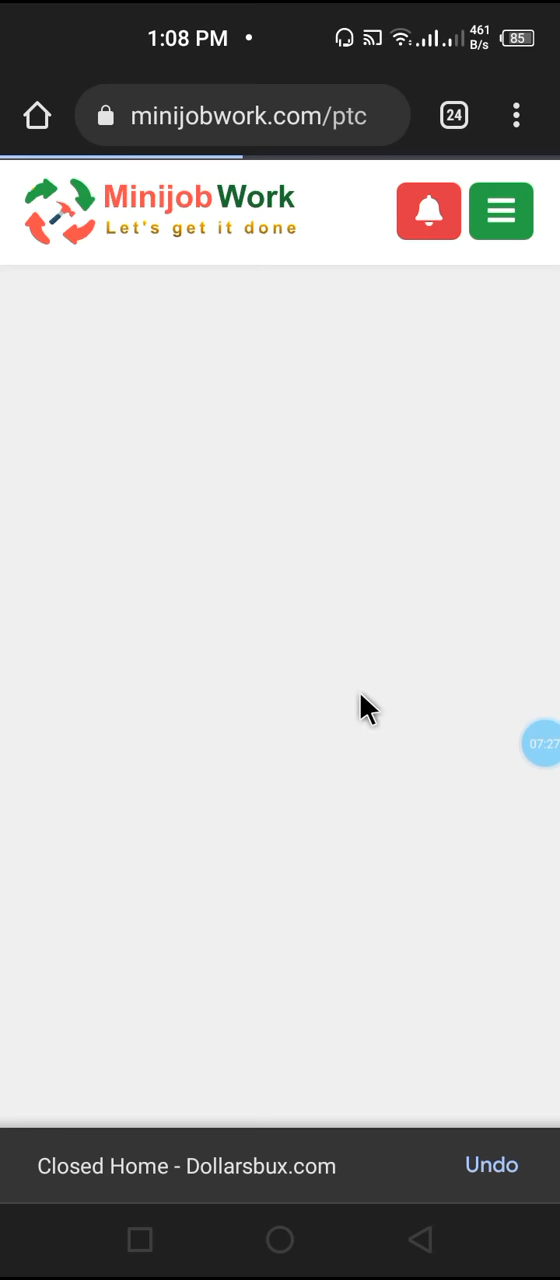 1:08 PM
461
B/s
85
minijobwork.com/ptc
24
Minijob Work
Let's get it done
07:27
Closed Home - Dollarsbux.com
Undo